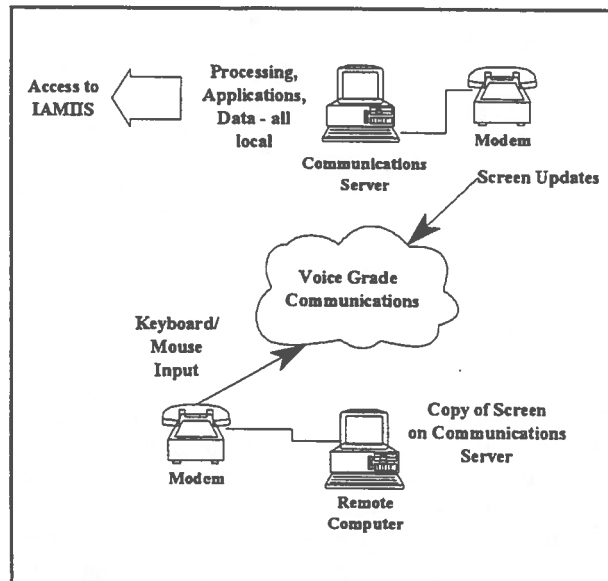 Access to
IAMIIS
Processing,
Applications,
Data - all
local
Communications
Server
Modem
Screen Updates
Voice Grade
Communications
Keyboard/
Mouse
Input
Modem
Remote
Computer
Copy of Screen
on Communications
Server